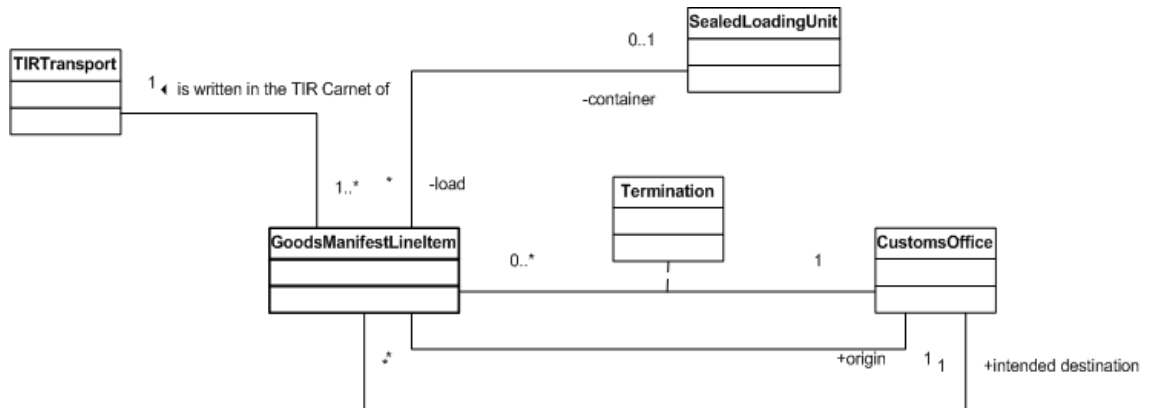 SealedLoadingUnit
0..1
TIRTransport
1 ◂ is written in the TIR Carnet of
-container
1..* * -load
Termination
GoodsManifestLineItem
CustomsOffice
0..* 1
* *
+origin 1 1 +intended destination